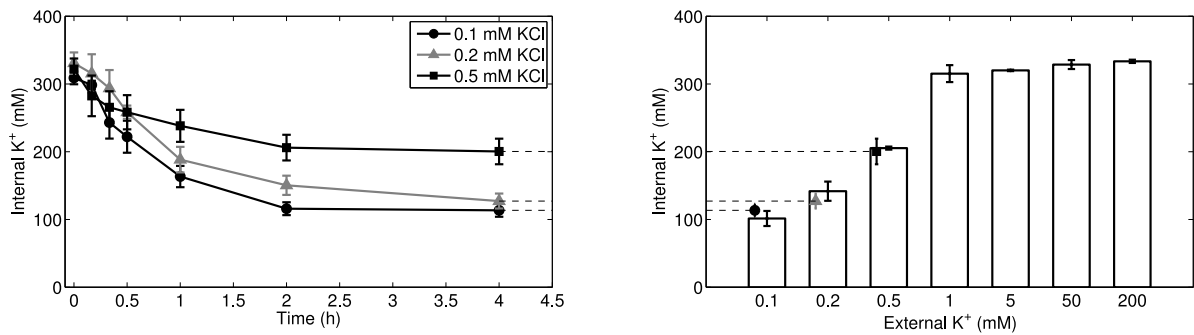 400
300
200
100
0
Internal K⁺ (mM)
0.1 mM KCl
0.2 mM KCl
0.5 mM KCl
0 0.5 1 1.5 2 2.5 3 3.5 4 4.5
Time (h)
400
300
200
100
0
Internal K⁺ (mM)
0.1 0.2 0.5 1 5 50 200
External K⁺ (mM)